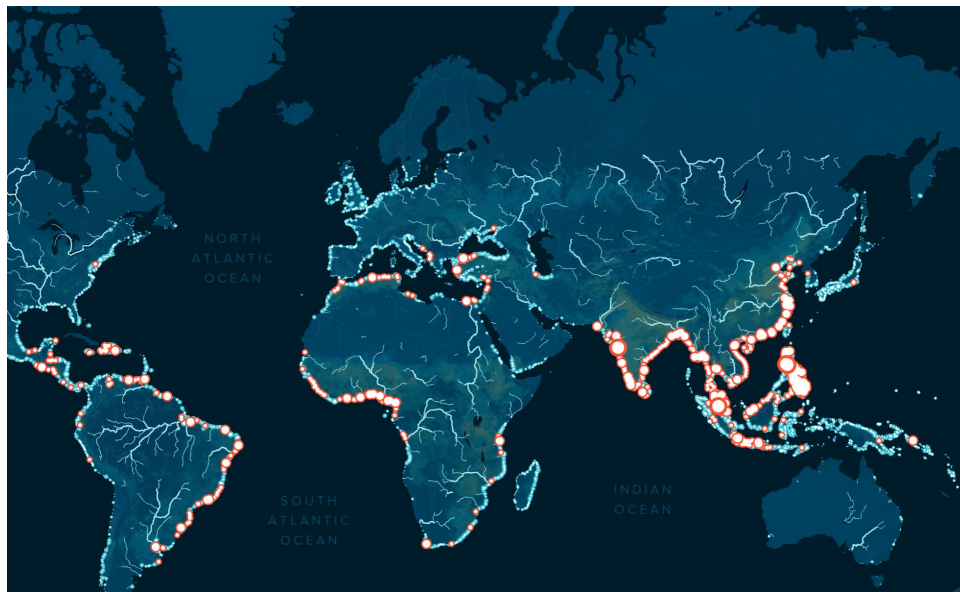 NORTH
ATLANTIC
OCEAN
SOUTH
ATLANTIC
OCEAN
INDIAN
OCEAN